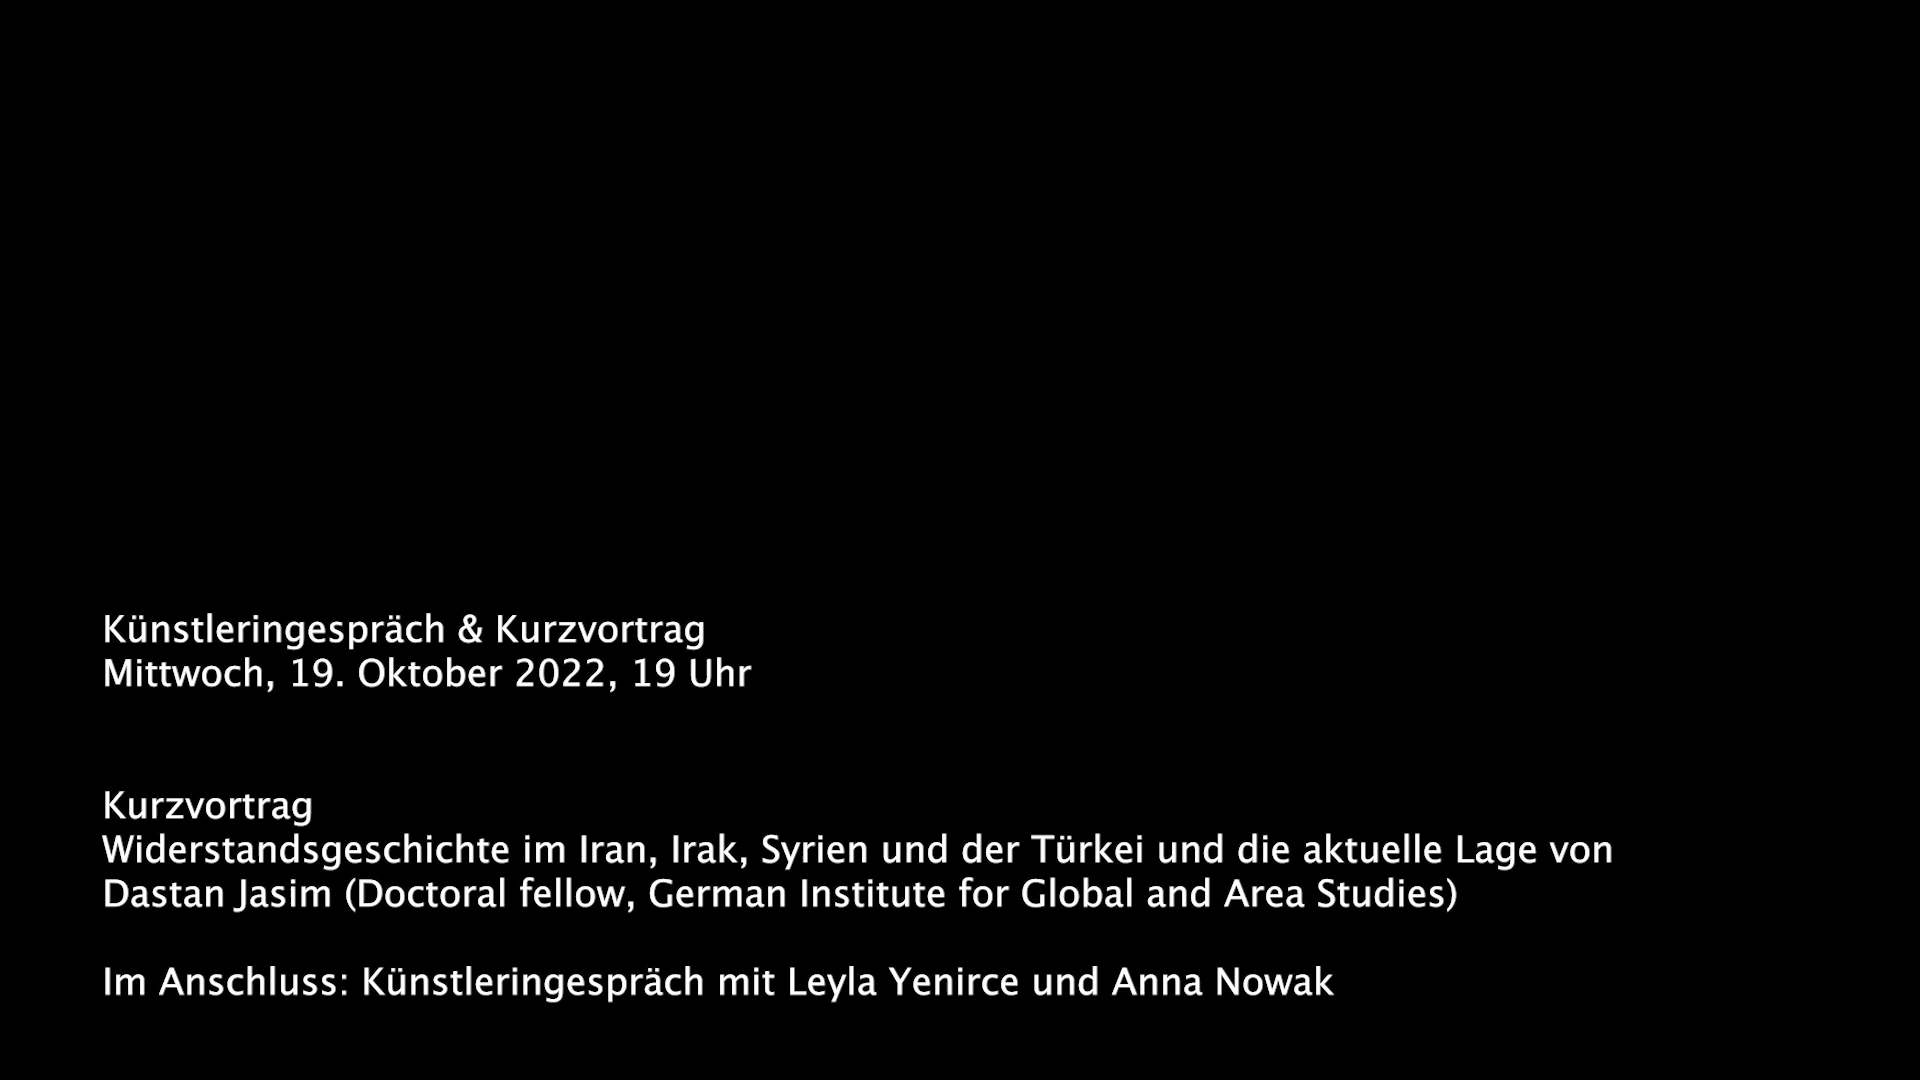 Künstleringespräch & Kurzvortrag
Mittwoch, 19. Oktober 2022, 19 Uhr
Kurzvortrag
Widerstandsgeschichte im Iran, Irak, Syrien und der Türkei und die aktuelle Lage von
Dastan Jasim (Doctoral fellow, German Institute for Global and Area Studies)
Im Anschluss: Künstleringespräch mit Leyla Yenirce und Anna Nowak